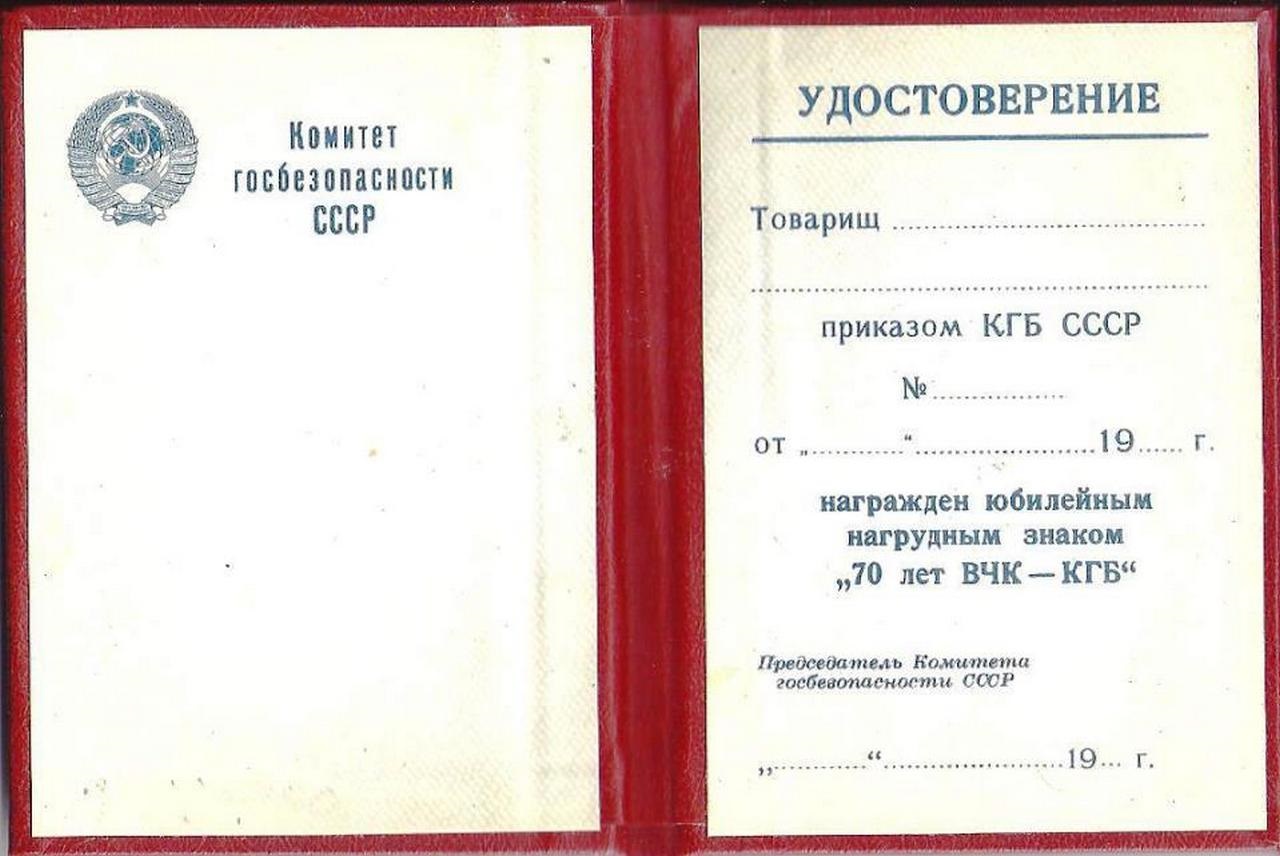 Комитет
госбезопасности
СССР
УДОСТОВЕРЕНИЕ
Товарищ
приказом КГБ СССР
№
от „ “ 19 г.
награжден юбилейным
нагрудным знаком
„70 лет ВЧК—КГБ“
Председатель Комитета
госбезопасности СССР
„ “ 19 г.